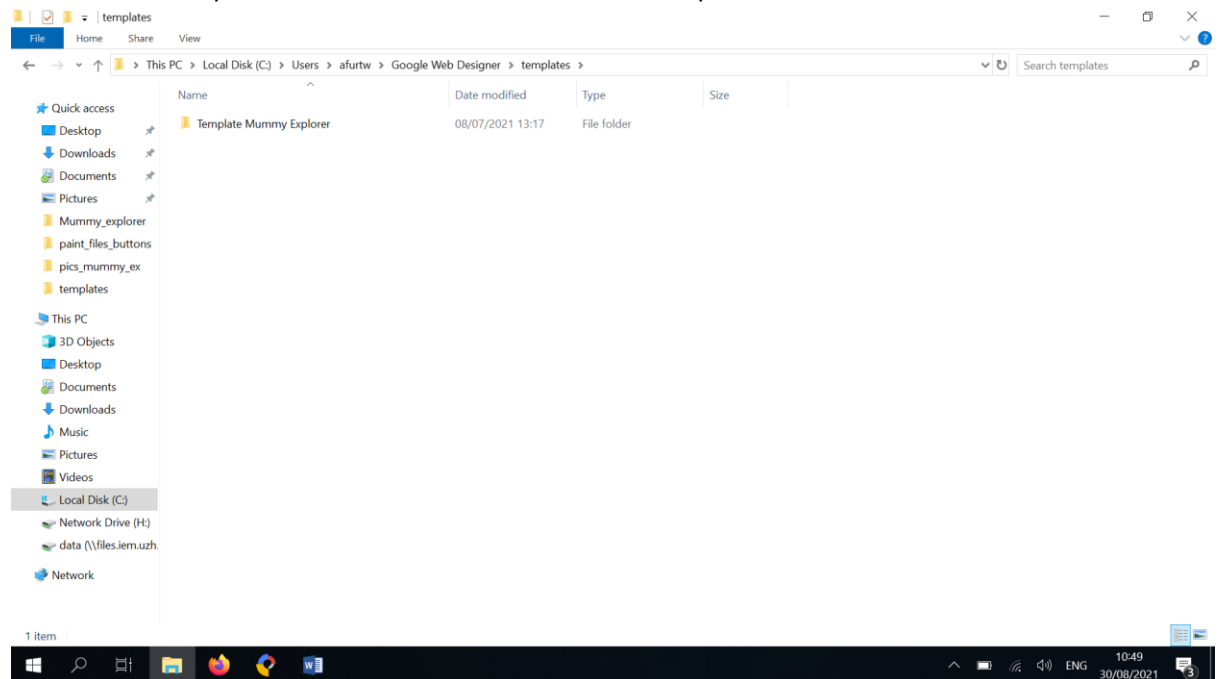 templates
File Home Share View
This PC > Local Disk (C:) > Users > afurtw > Google Web Designer > templates >
Search templates
Name Date modified Type Size
Template Mummy Explorer 08/07/2021 13:17 File folder
Quick access
Desktop
Downloads
Documents
Pictures
Mummy_explorer
paint_files_buttons
pics_mummy_ex
templates
This PC
3D Objects
Desktop
Documents
Downloads
Music
Pictures
Videos
Local Disk (C:)
Network Drive (H:)
data (\\files.iem.uzh.
Network
1 item
ENG
10:49
30/08/2021
3